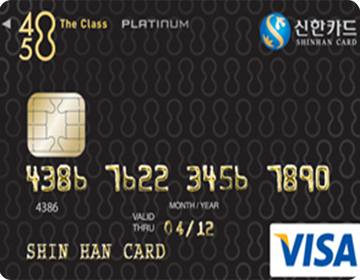 4050 The Class PLATINUM
신한카드
SHINHAN CARD
4386 7622 3456 7890
4386
MONTH / YEAR
VALID
THRU 04/12
SHIN HAN CARD
VISA